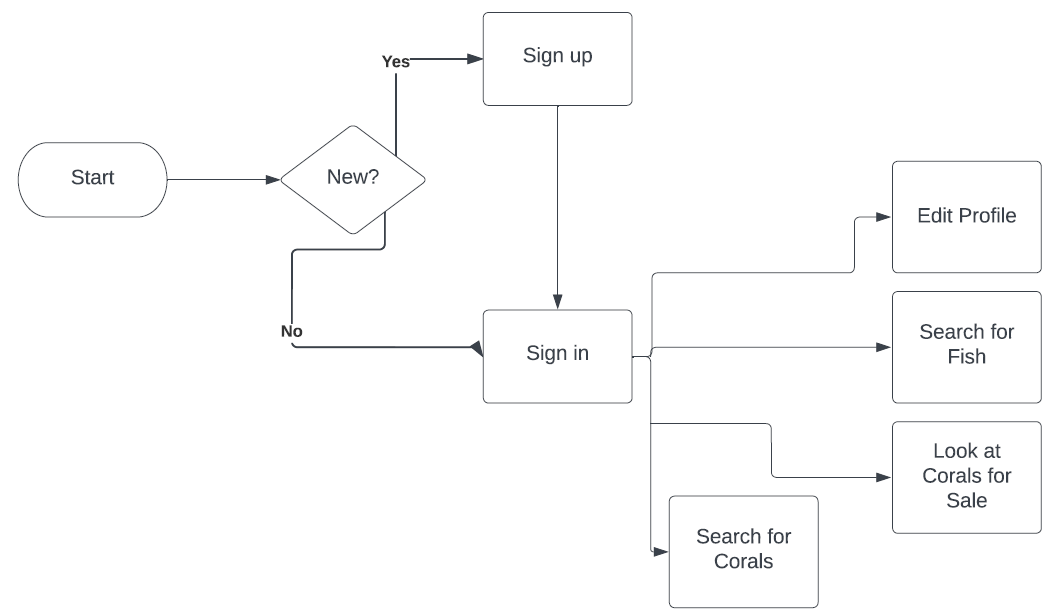 Yes
Sign up
Start
New?
Edit Profile
No
Sign in
Search for
Fish
Look at
Corals for
Sale
Search for
Corals